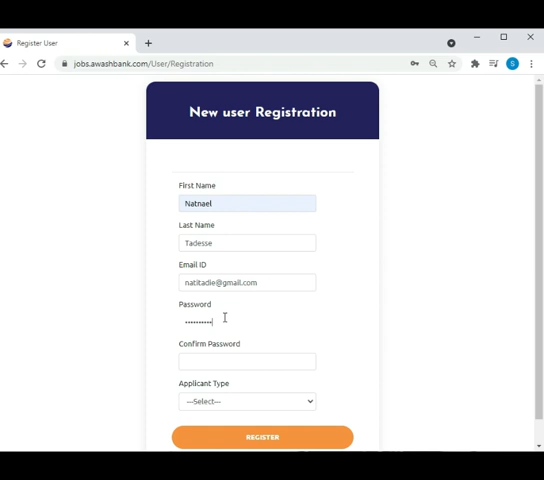 Register User
jobs.awashbank.com/User/Registration
S
New user Registration
First Name
Natnael
Last Name
Tadesse
Email ID
natitadie@gmail.com
Password
••••••••••
Confirm Password
Applicant Type
---Select---
REGISTER